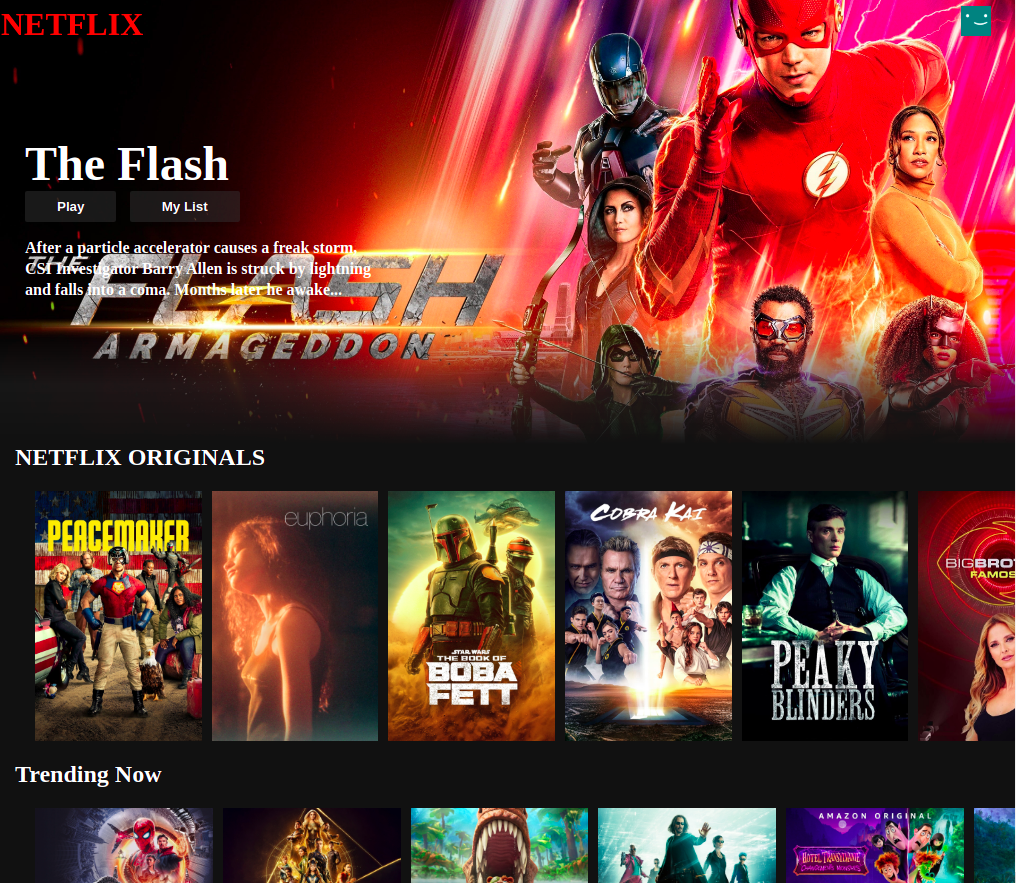 NETFLIX
The Flash
Play
My List
After a particle accelerator causes a freak storm,
CSI Investigator Barry Allen is struck by lightning
and falls into a coma. Months later he awake...
THE
FLASH
ARMAGEDDON
NETFLIX ORIGINALS
PEACEMAKER
euphoria
STAR WARS
THE BOOK OF
BOBA
FETT
COBRA KAI
PEAKY
BLINDERS
BIG BRO
FAMOS
Trending Now
AMAZON ORIGINAL
HOTEL TRANSYLVANIA